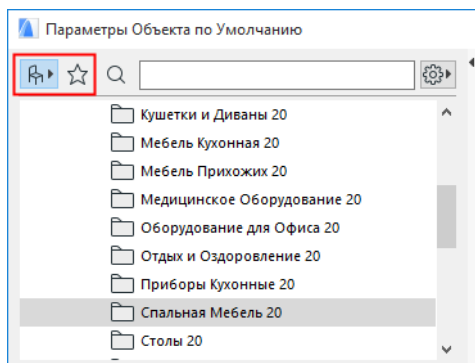 Параметры Объекта по Умолчанию
Кушетки и Диваны 20
Мебель Кухонная 20
Мебель Прихожих 20
Медицинское Оборудование 20
Оборудование для Офиса 20
Отдых и Оздоровление 20
Приборы Кухонные 20
Спальная Мебель 20
Столы 20